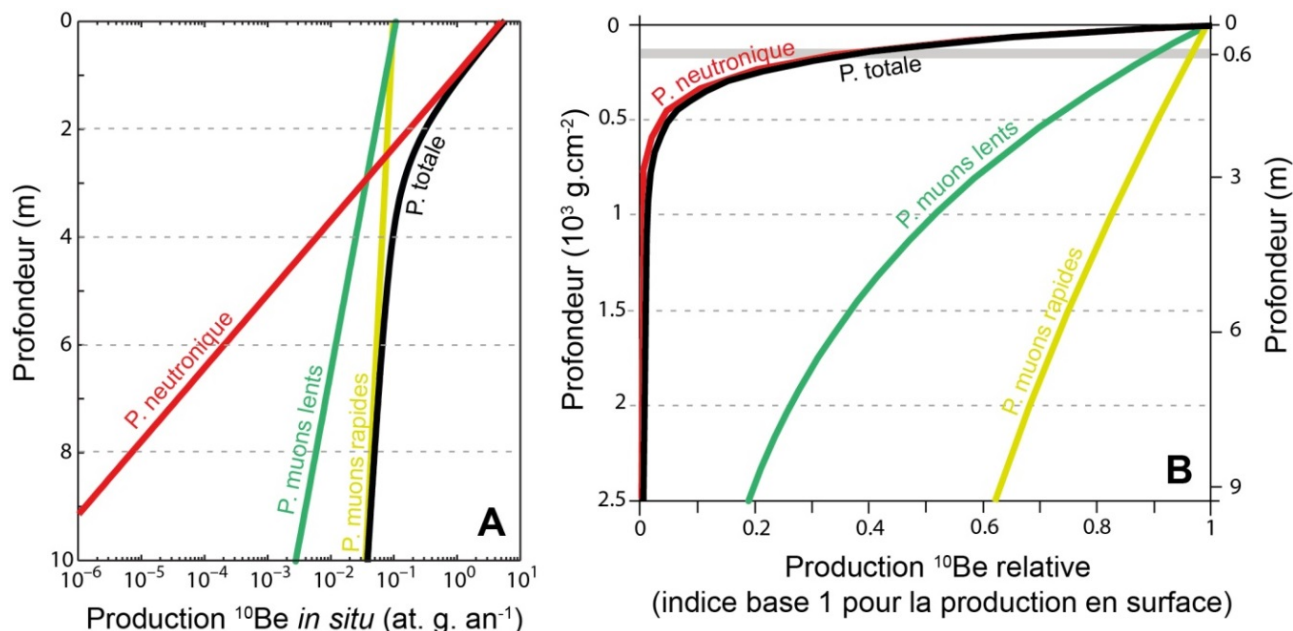 0
2
4
6
8
10
Profondeur (m)
P. neutronique
P. muons lents
P. muons rapides
P. totale
A
10⁻⁶ 10⁻⁵ 10⁻⁴ 10⁻³ 10⁻² 10⁻¹ 10⁰ 10¹
Production ¹⁰Be in situ (at. g. an⁻¹)
0
0.5
1
1.5
2
2.5
Profondeur (10³ g.cm⁻²)
P. neutronique
P. totale
P. muons lents
P. muons rapides
B
0
0.6
3
6
9
Profondeur (m)
0 0.2 0.4 0.6 0.8 1
Production ¹⁰Be relative
(indice base 1 pour la production en surface)